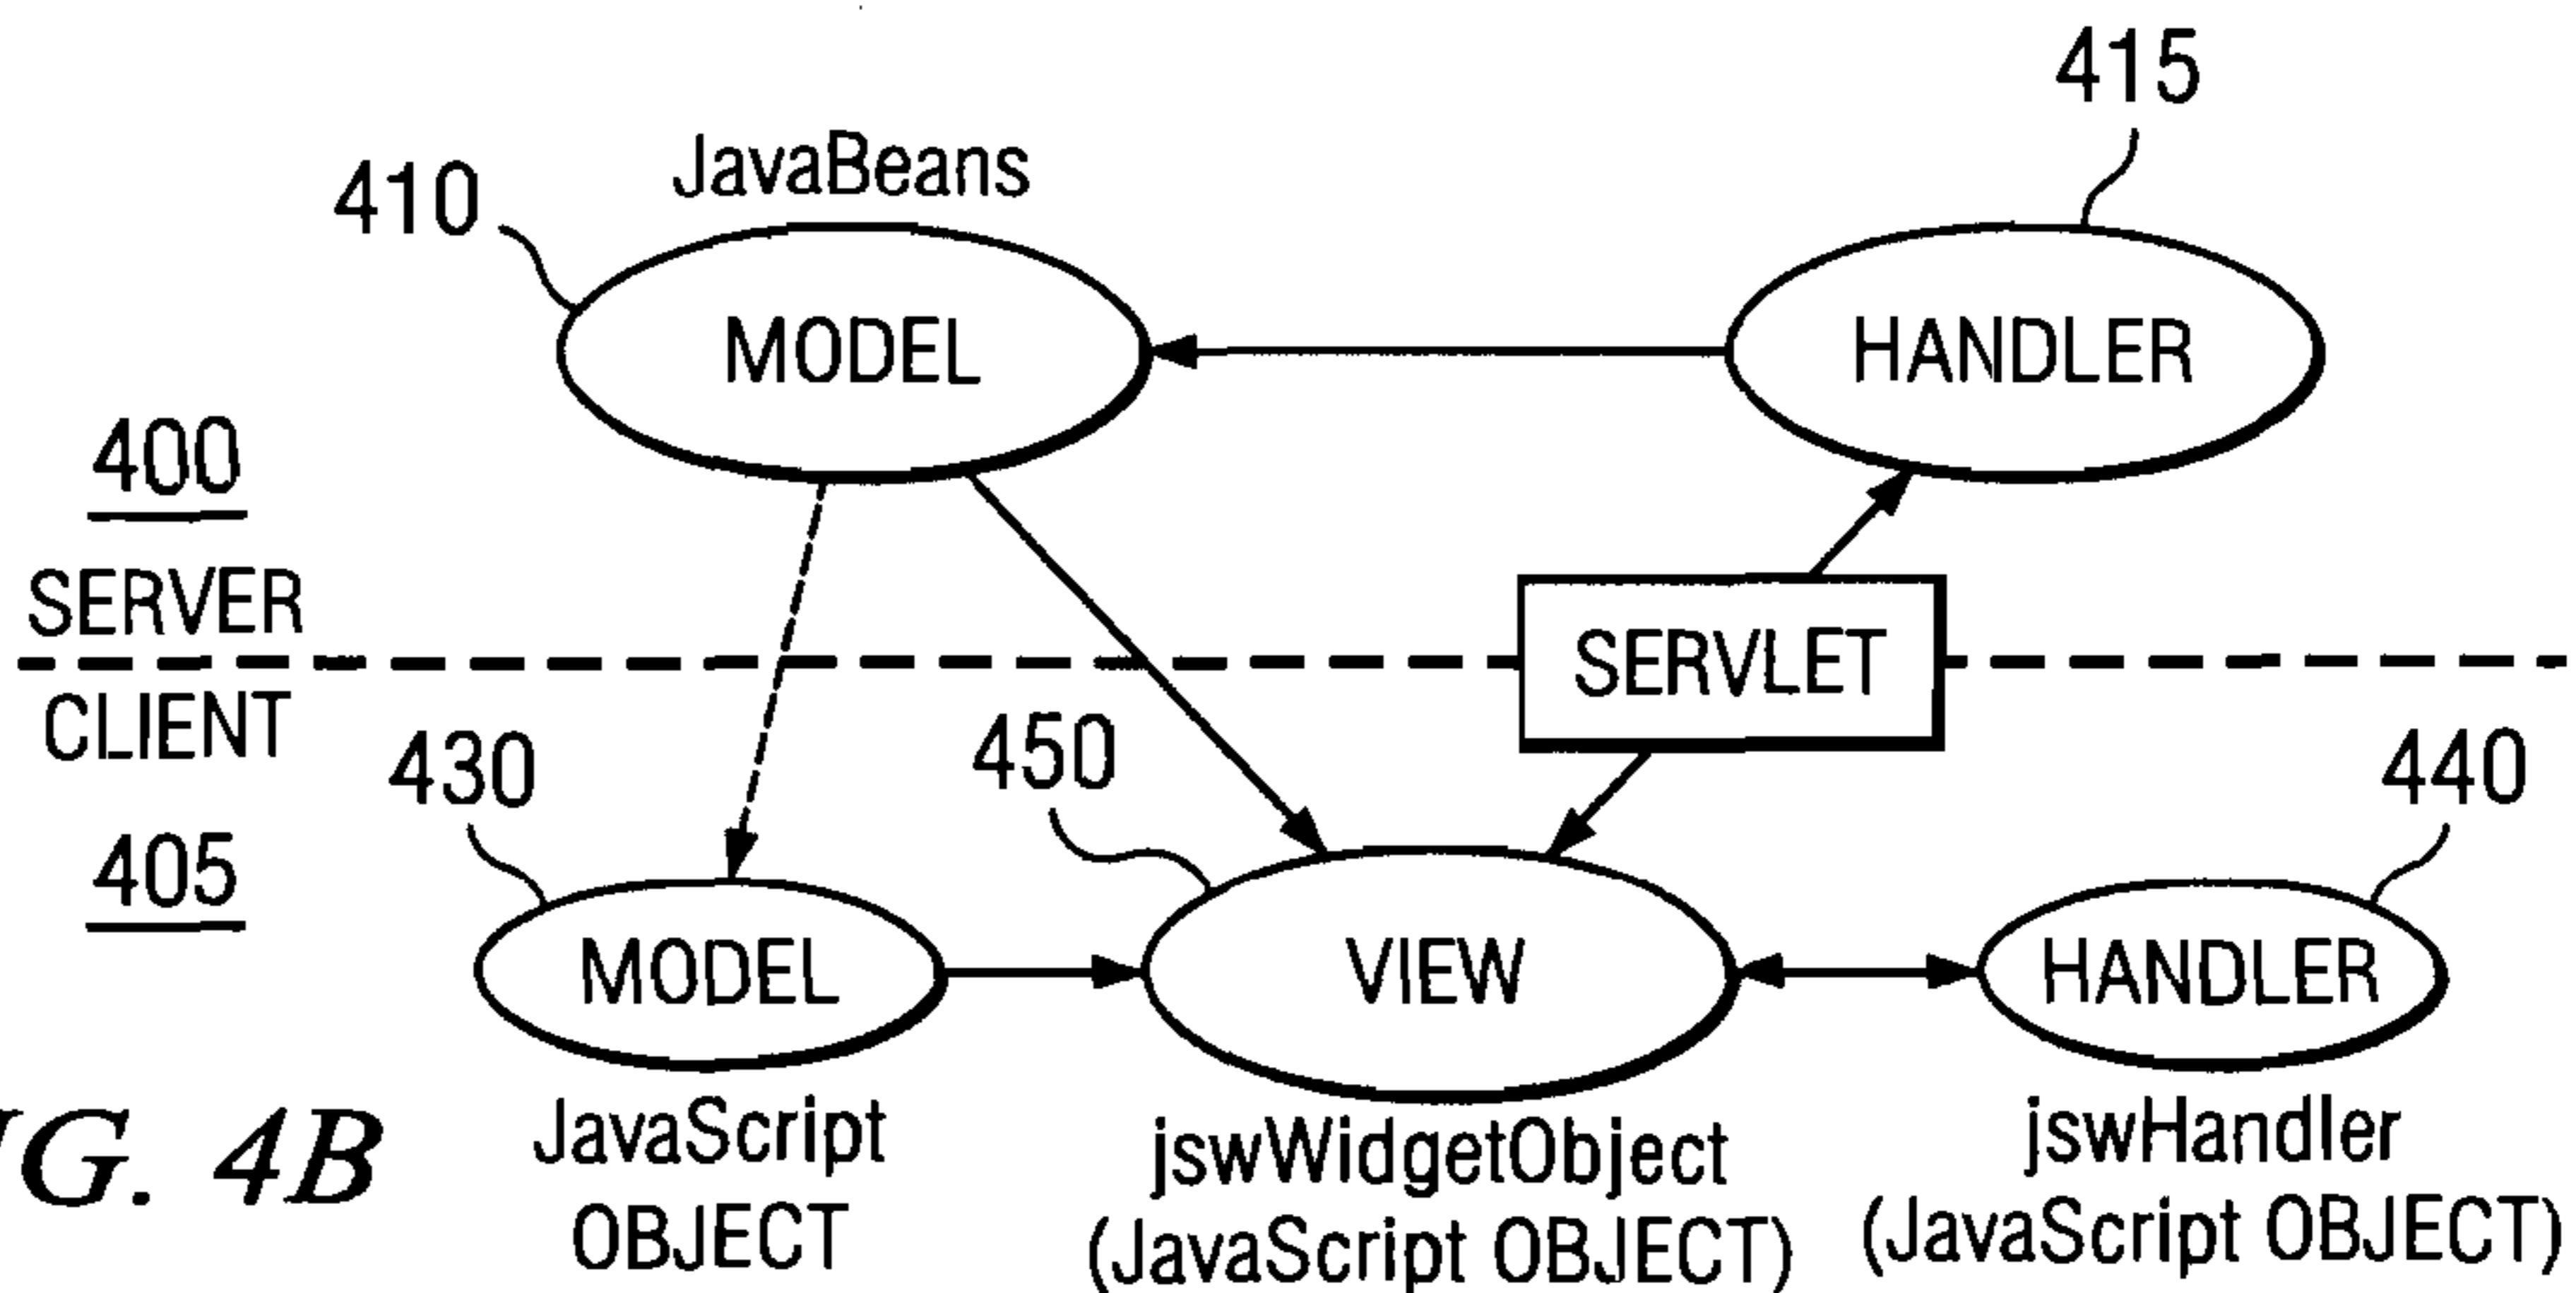 415
JavaBeans
410
MODEL
HANDLER
400
SERVER
SERVLET
CLIENT
430
450
440
405
MODEL
VIEW
HANDLER
JavaScript
OBJECT
jswWidgetObject
(JavaScript OBJECT)
jswHandler
(JavaScript OBJECT)
IG. 4B